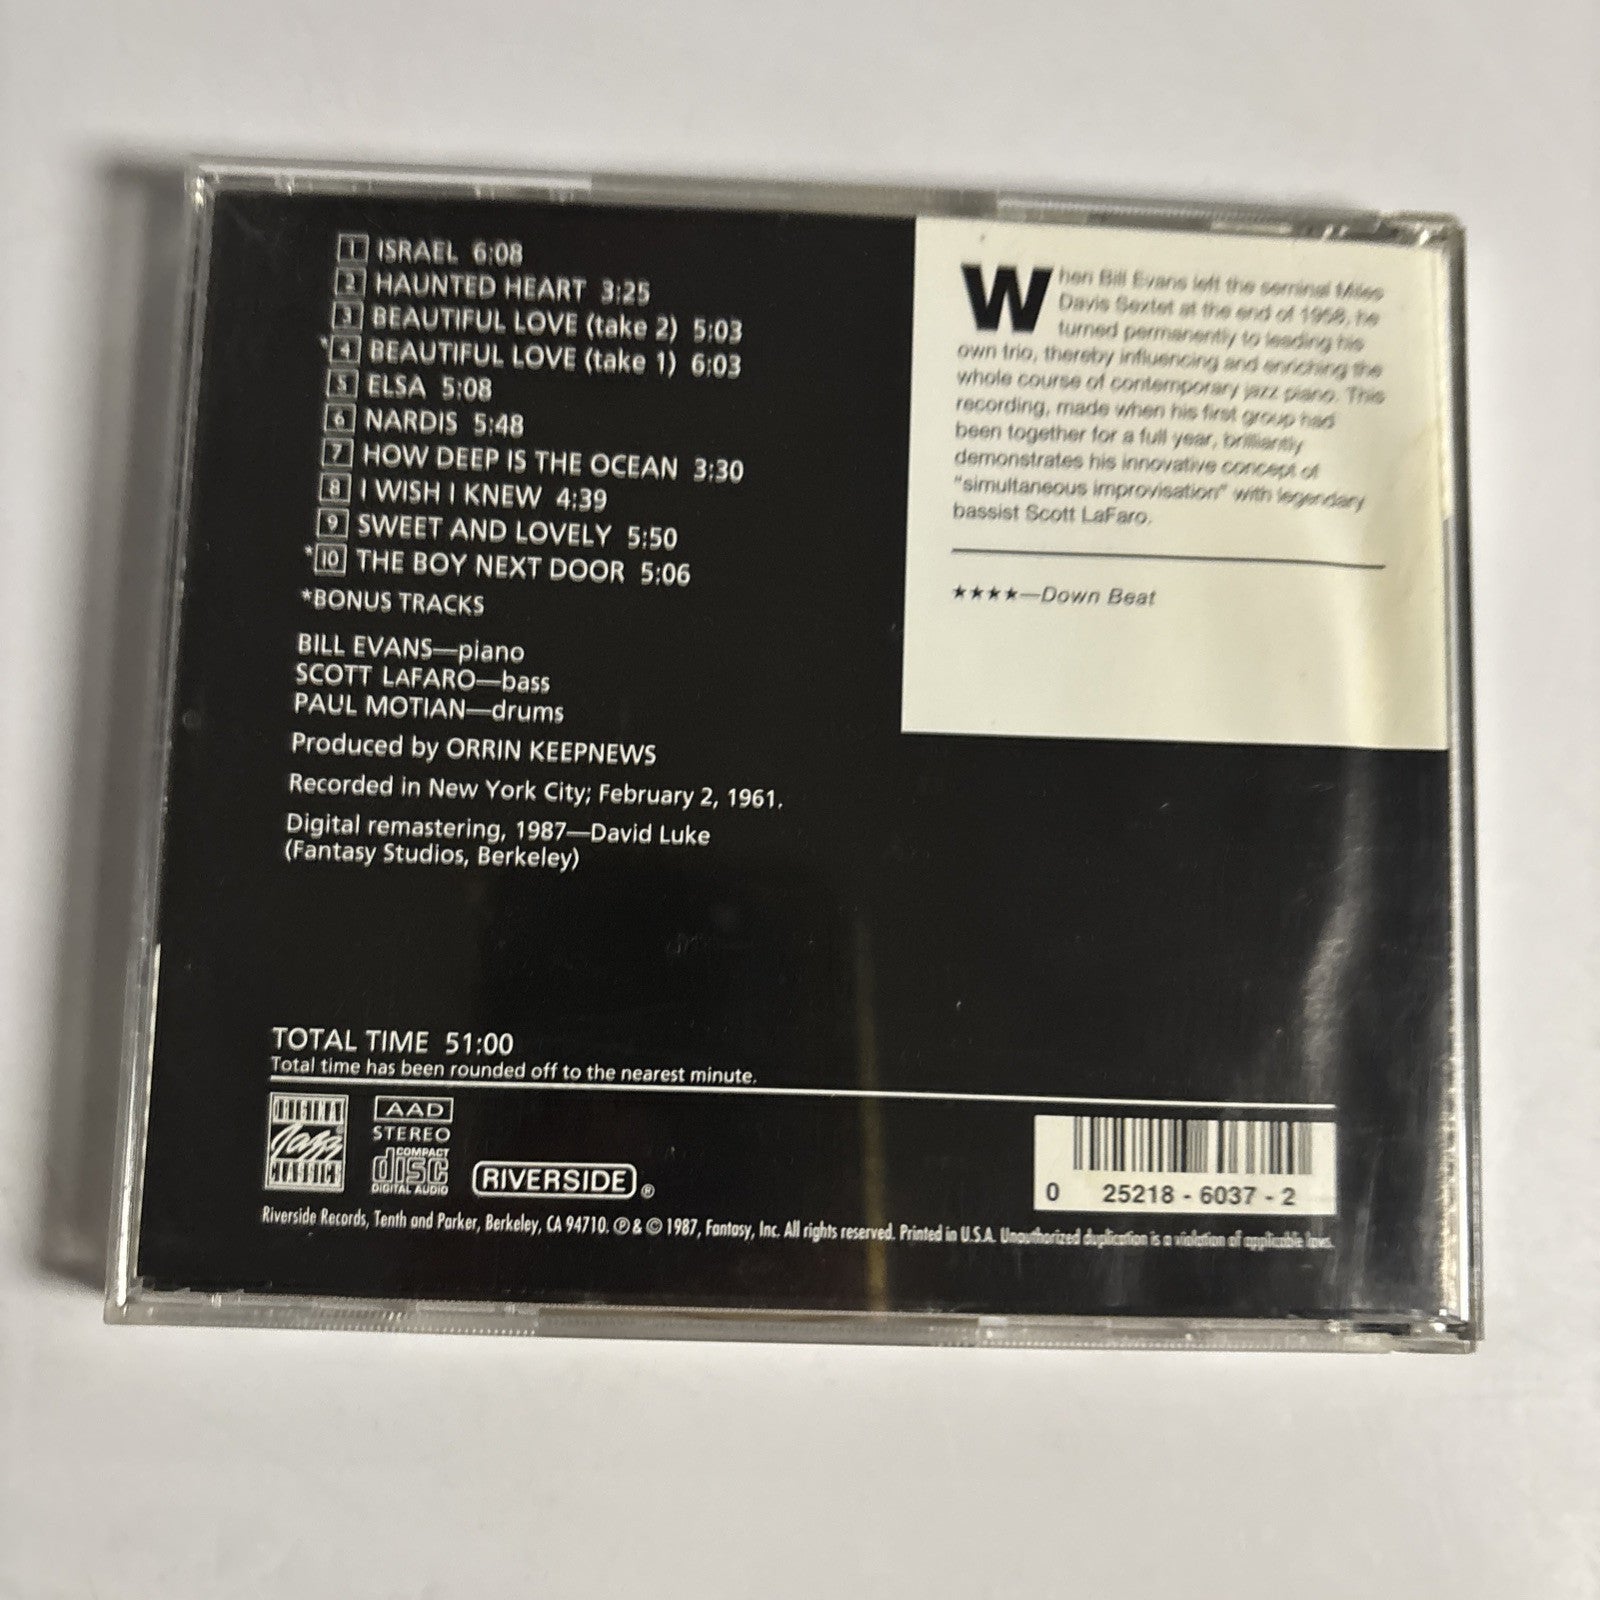 1 ISRAEL 6:08
2 HAUNTED HEART 3:25
3 BEAUTIFUL LOVE (take 2) 5:03
*4 BEAUTIFUL LOVE (take 1) 6:03
5 ELSA 5:08
6 NARDIS 5:48
7 HOW DEEP IS THE OCEAN 3:30
8 I WISH I KNEW 4:39
9 SWEET AND LOVELY 5:50
*10 THE BOY NEXT DOOR 5:06
*BONUS TRACKS
BILL EVANS—piano
SCOTT LAFARO—bass
PAUL MOTIAN—drums
Produced by ORRIN KEEPNEWS
Recorded in New York City; February 2, 1961.
Digital remastering, 1987—David Luke
(Fantasy Studios, Berkeley)
When Bill Evans left the seminal Miles
Davis Sextet at the end of 1958, he
turned permanently to leading his
own trio, thereby influencing and enriching the
whole course of contemporary jazz piano. This
recording, made when his first group had
been together for a full year, brilliantly
demonstrates his innovative concept of
"simultaneous improvisation" with legendary
bassist Scott LaFaro.
★★★★—Down Beat
TOTAL TIME 51:00
Total time has been rounded off to the nearest minute.
ORIGINAL
Jazz
CLASSICS
®
AAD
STEREO
COMPACT
disc
DIGITAL AUDIO
RIVERSIDE®
0 25218-6037-2
Riverside Records, Tenth and Parker, Berkeley, CA 94710. ℗ & © 1987, Fantasy, Inc. All rights reserved. Printed in U.S.A. Unauthorized duplication is a violation of applicable laws.